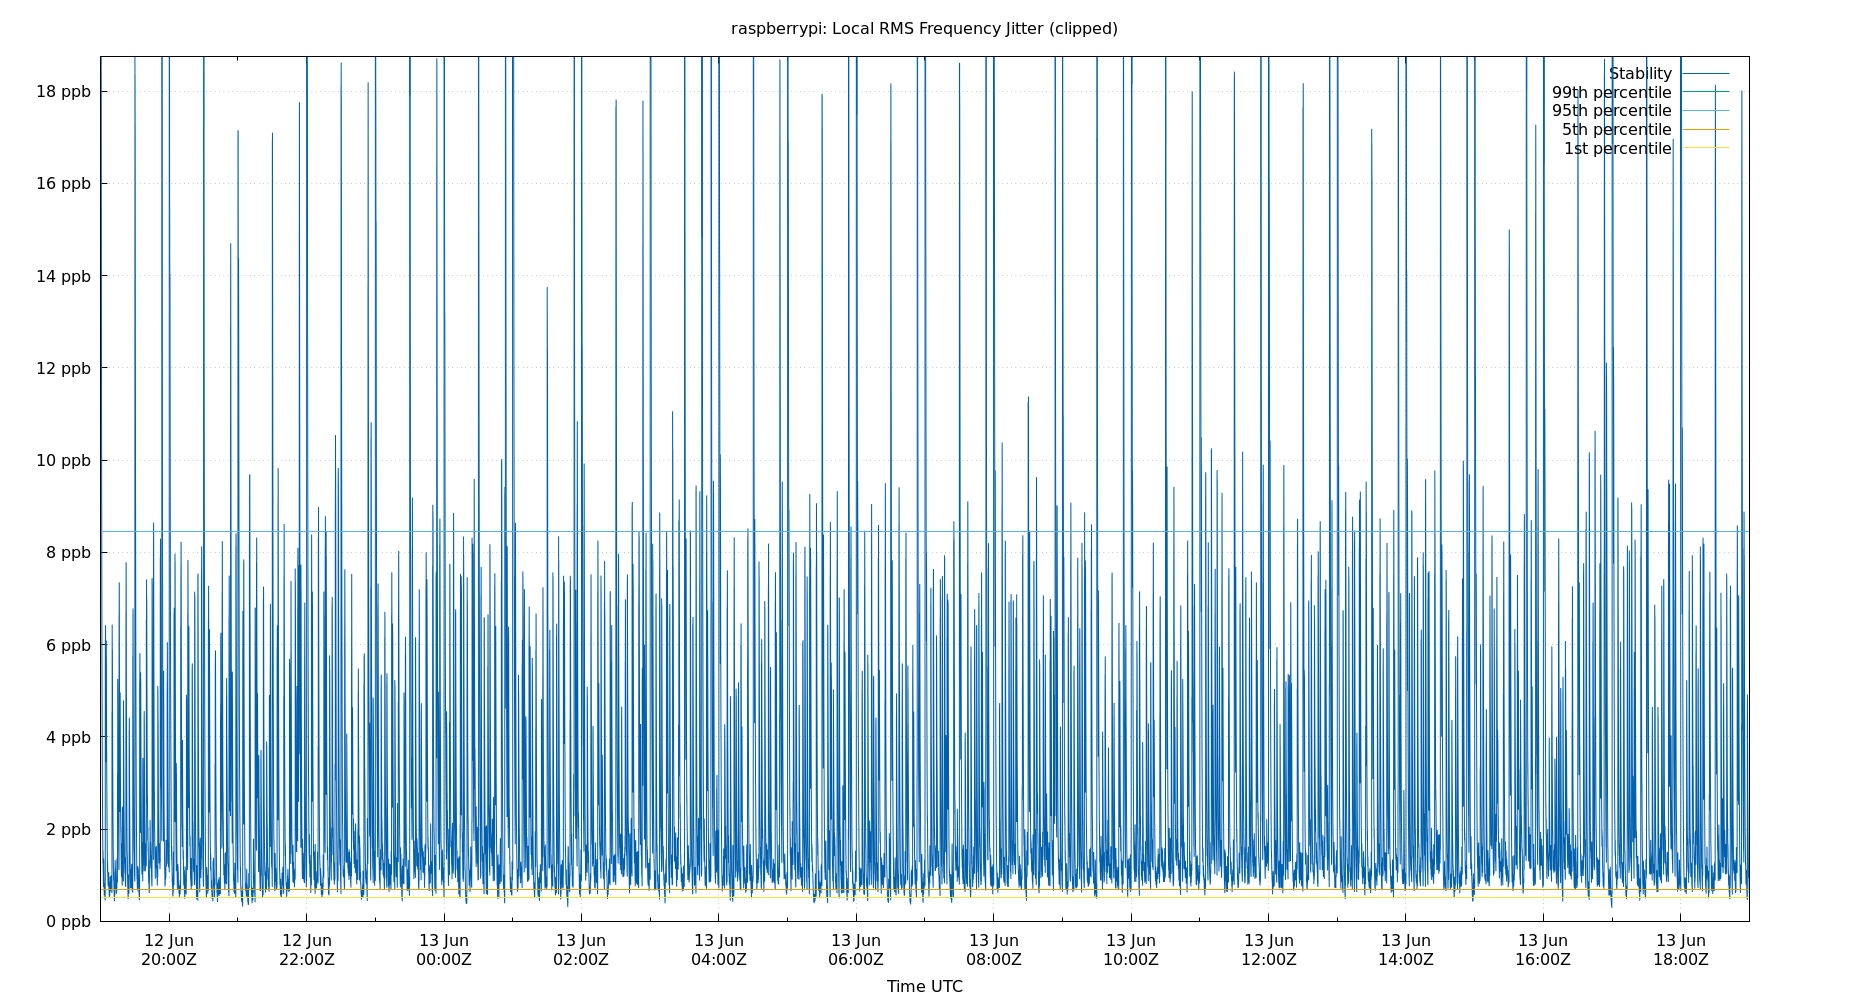 raspberrypi: Local RMS Frequency Jitter (clipped)
Stability
99th percentile
95th percentile
5th percentile
1st percentile
18 ppb
16 ppb
14 ppb
12 ppb
10 ppb
8 ppb
6 ppb
4 ppb
2 ppb
0 ppb
12 Jun 12 Jun 13 Jun 13 Jun 13 Jun 13 Jun 13 Jun 13 Jun 13 Jun 13 Jun 13 Jun 13 Jun
20:00Z 22:00Z 00:00Z 02:00Z 04:00Z 06:00Z 08:00Z 10:00Z 12:00Z 14:00Z 16:00Z 18:00Z
Time UTC